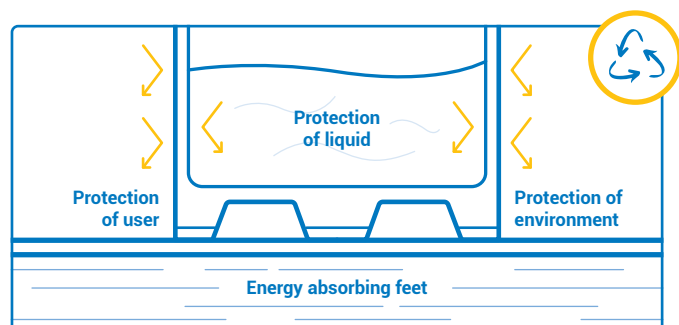 Protection
of liquid
Protection
of user
Protection of
environment
Energy absorbing feet